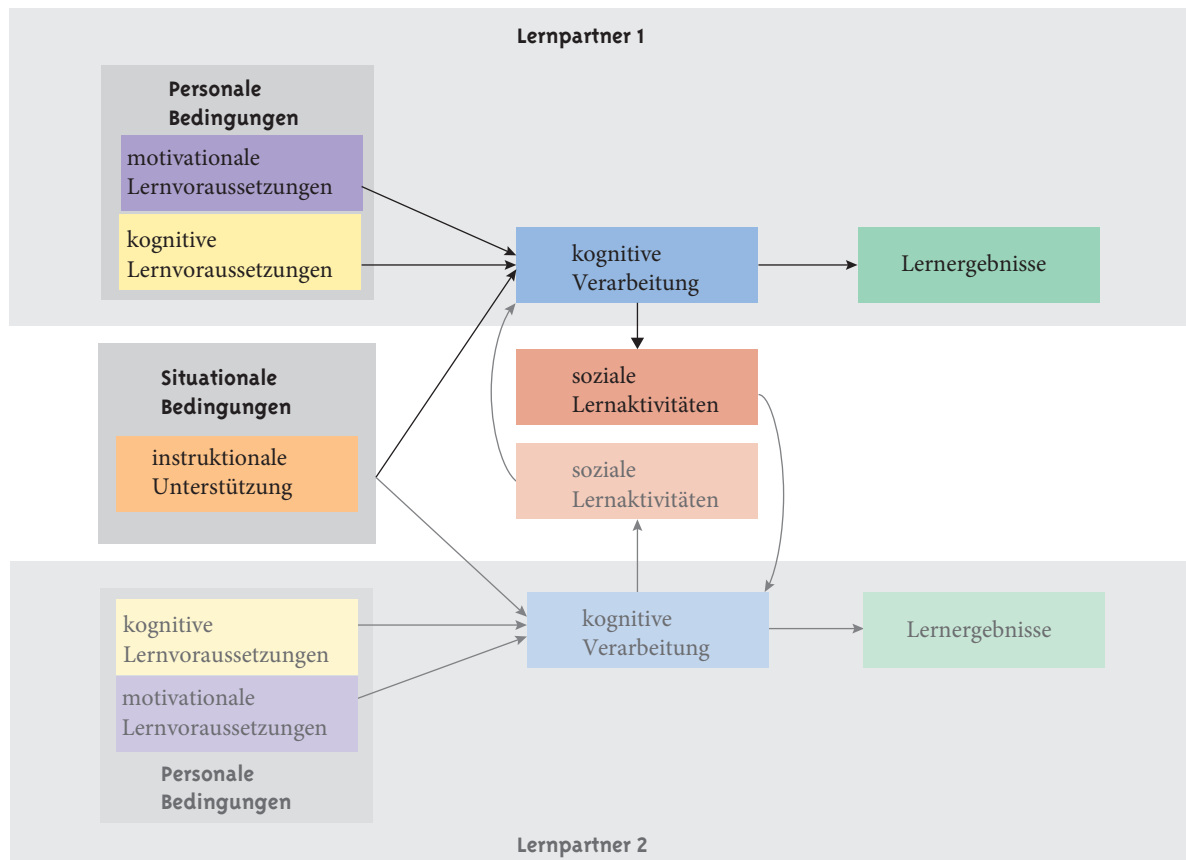 Lernpartner 1
Personale
Bedingungen
motivationale
Lernvoraussetzungen
kognitive
Lernvoraussetzungen
kognitive
Verarbeitung
Lernergebnisse
Situationale
Bedingungen
instruktionale
Unterstützung
soziale
Lernaktivitäten
soziale
Lernaktivitäten
kognitive
Lernvoraussetzungen
motivationale
Lernvoraussetzungen
Personale
Bedingungen
kognitive
Verarbeitung
Lernergebnisse
Lernpartner 2